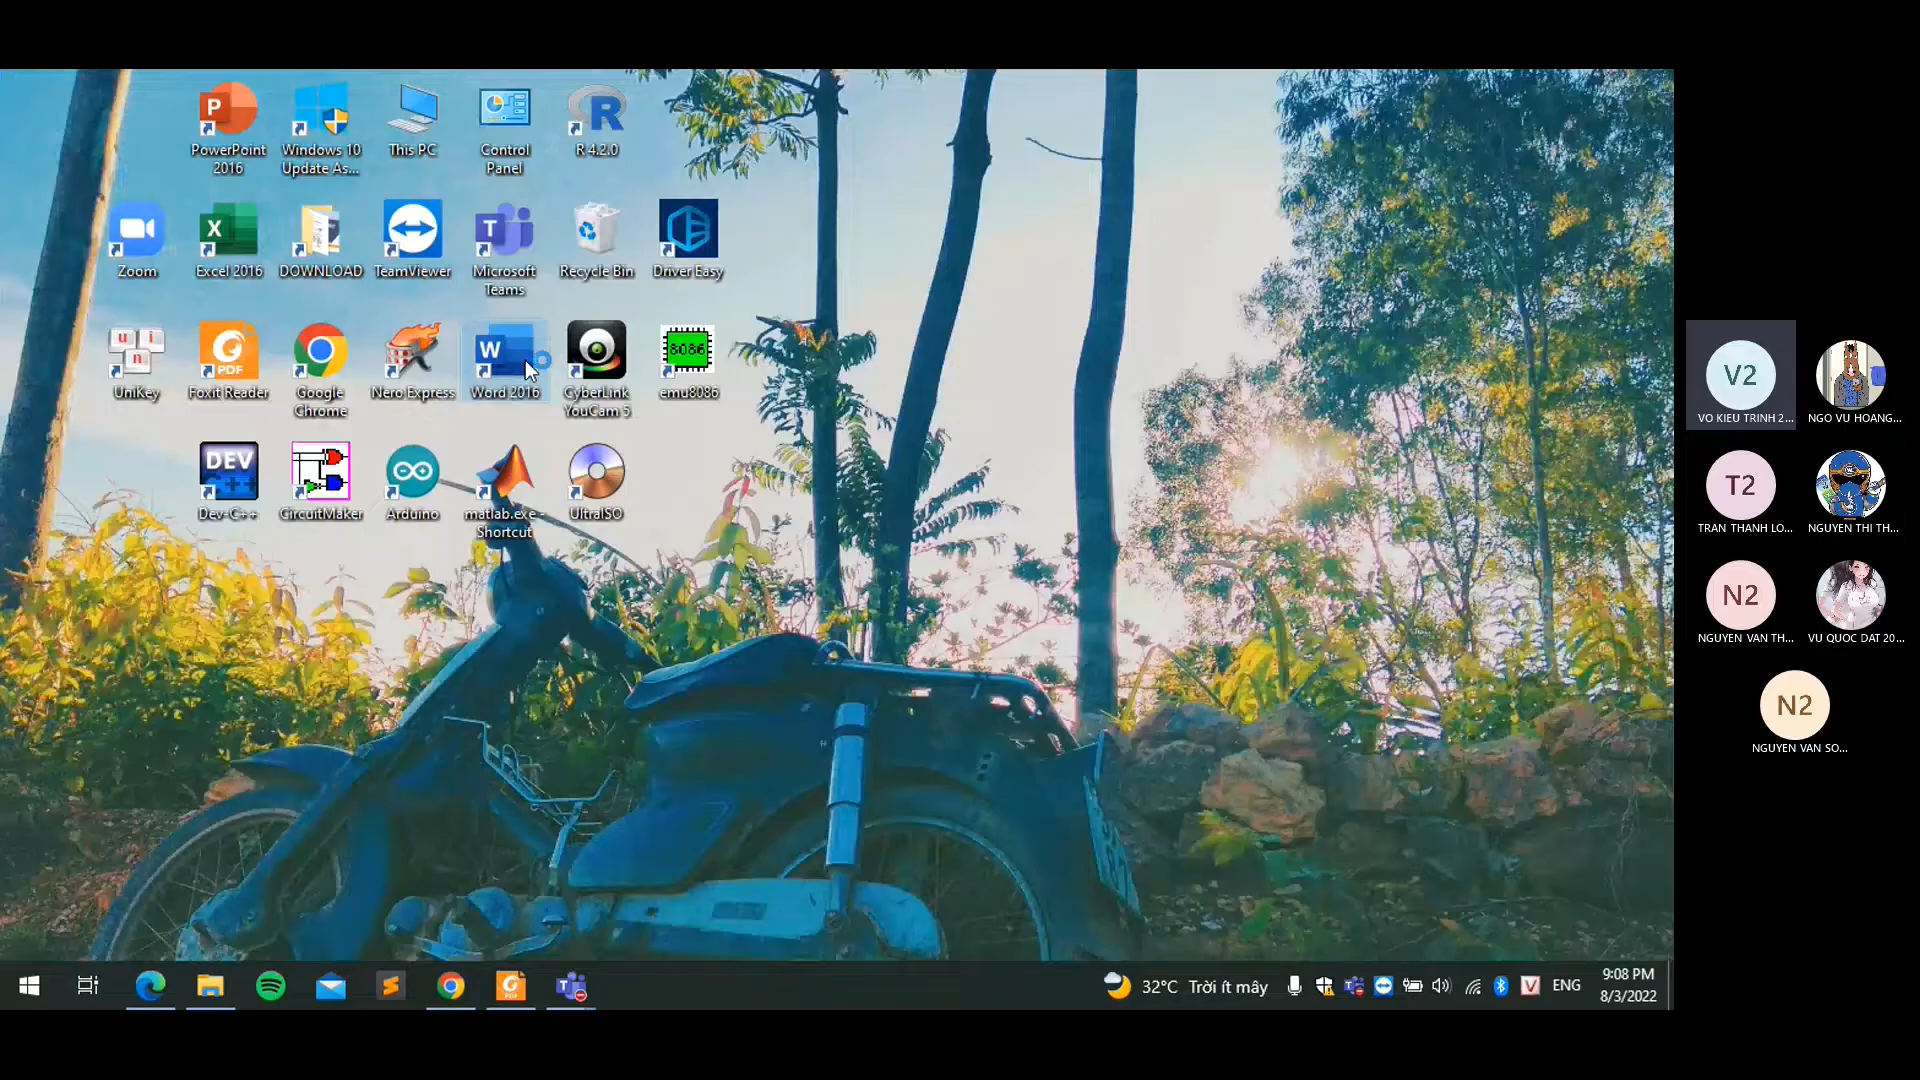 PowerPoint
2016
Windows 10
Update As...
This PC
Control
Panel
R 4.2.0
Zoom
Excel 2016
DOWNLOAD
TeamViewer
Microsoft
Teams
Recycle Bin
Driver Easy
u i
n
PDF
8086
UniKey
Foxit Reader
Google
Chrome
Nero Express
Word 2016
CyberLink
YouCam 5
emu8086
DEV
C++
Dev-C++
CircuitMaker
Arduino
matlab.exe -
Shortcut
UltraISO
V2
VO KIEU TRINH 2...
NGO VU HOANG...
T2
TRAN THANH LO...
NGUYEN THI TH...
N2
NGUYEN VAN TH...
VU QUOC DAT 20...
N2
NGUYEN VAN SO...
32°C Trời ít mây
ENG
9:08 PM
8/3/2022